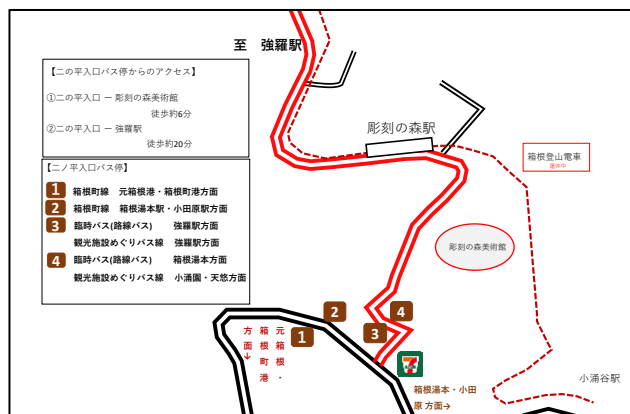 至　強羅駅
【二の平入口バス停からのアクセス】
①二の平入口 ー 彫刻の森美術館
徒歩約6分
②二の平入口 ー 強羅駅
徒歩約20分
【二ノ平入口バス停】
1 箱根町線　元箱根港・箱根町港方面
2 箱根町線　箱根湯本駅・小田原駅方面
3 臨時バス(路線バス)　　強羅駅方面
観光施設めぐりバス線　強羅駅方面
4 臨時バス(路線バス)　　箱根湯本方面
観光施設めぐりバス線　小涌園・天悠方面
彫刻の森駅
箱根登山電車
運休中
彫刻の森美術館
2
4
1
3
元箱根・
箱根町港
方面↓
7
小涌谷駅
箱根湯本・小田
原 方面→